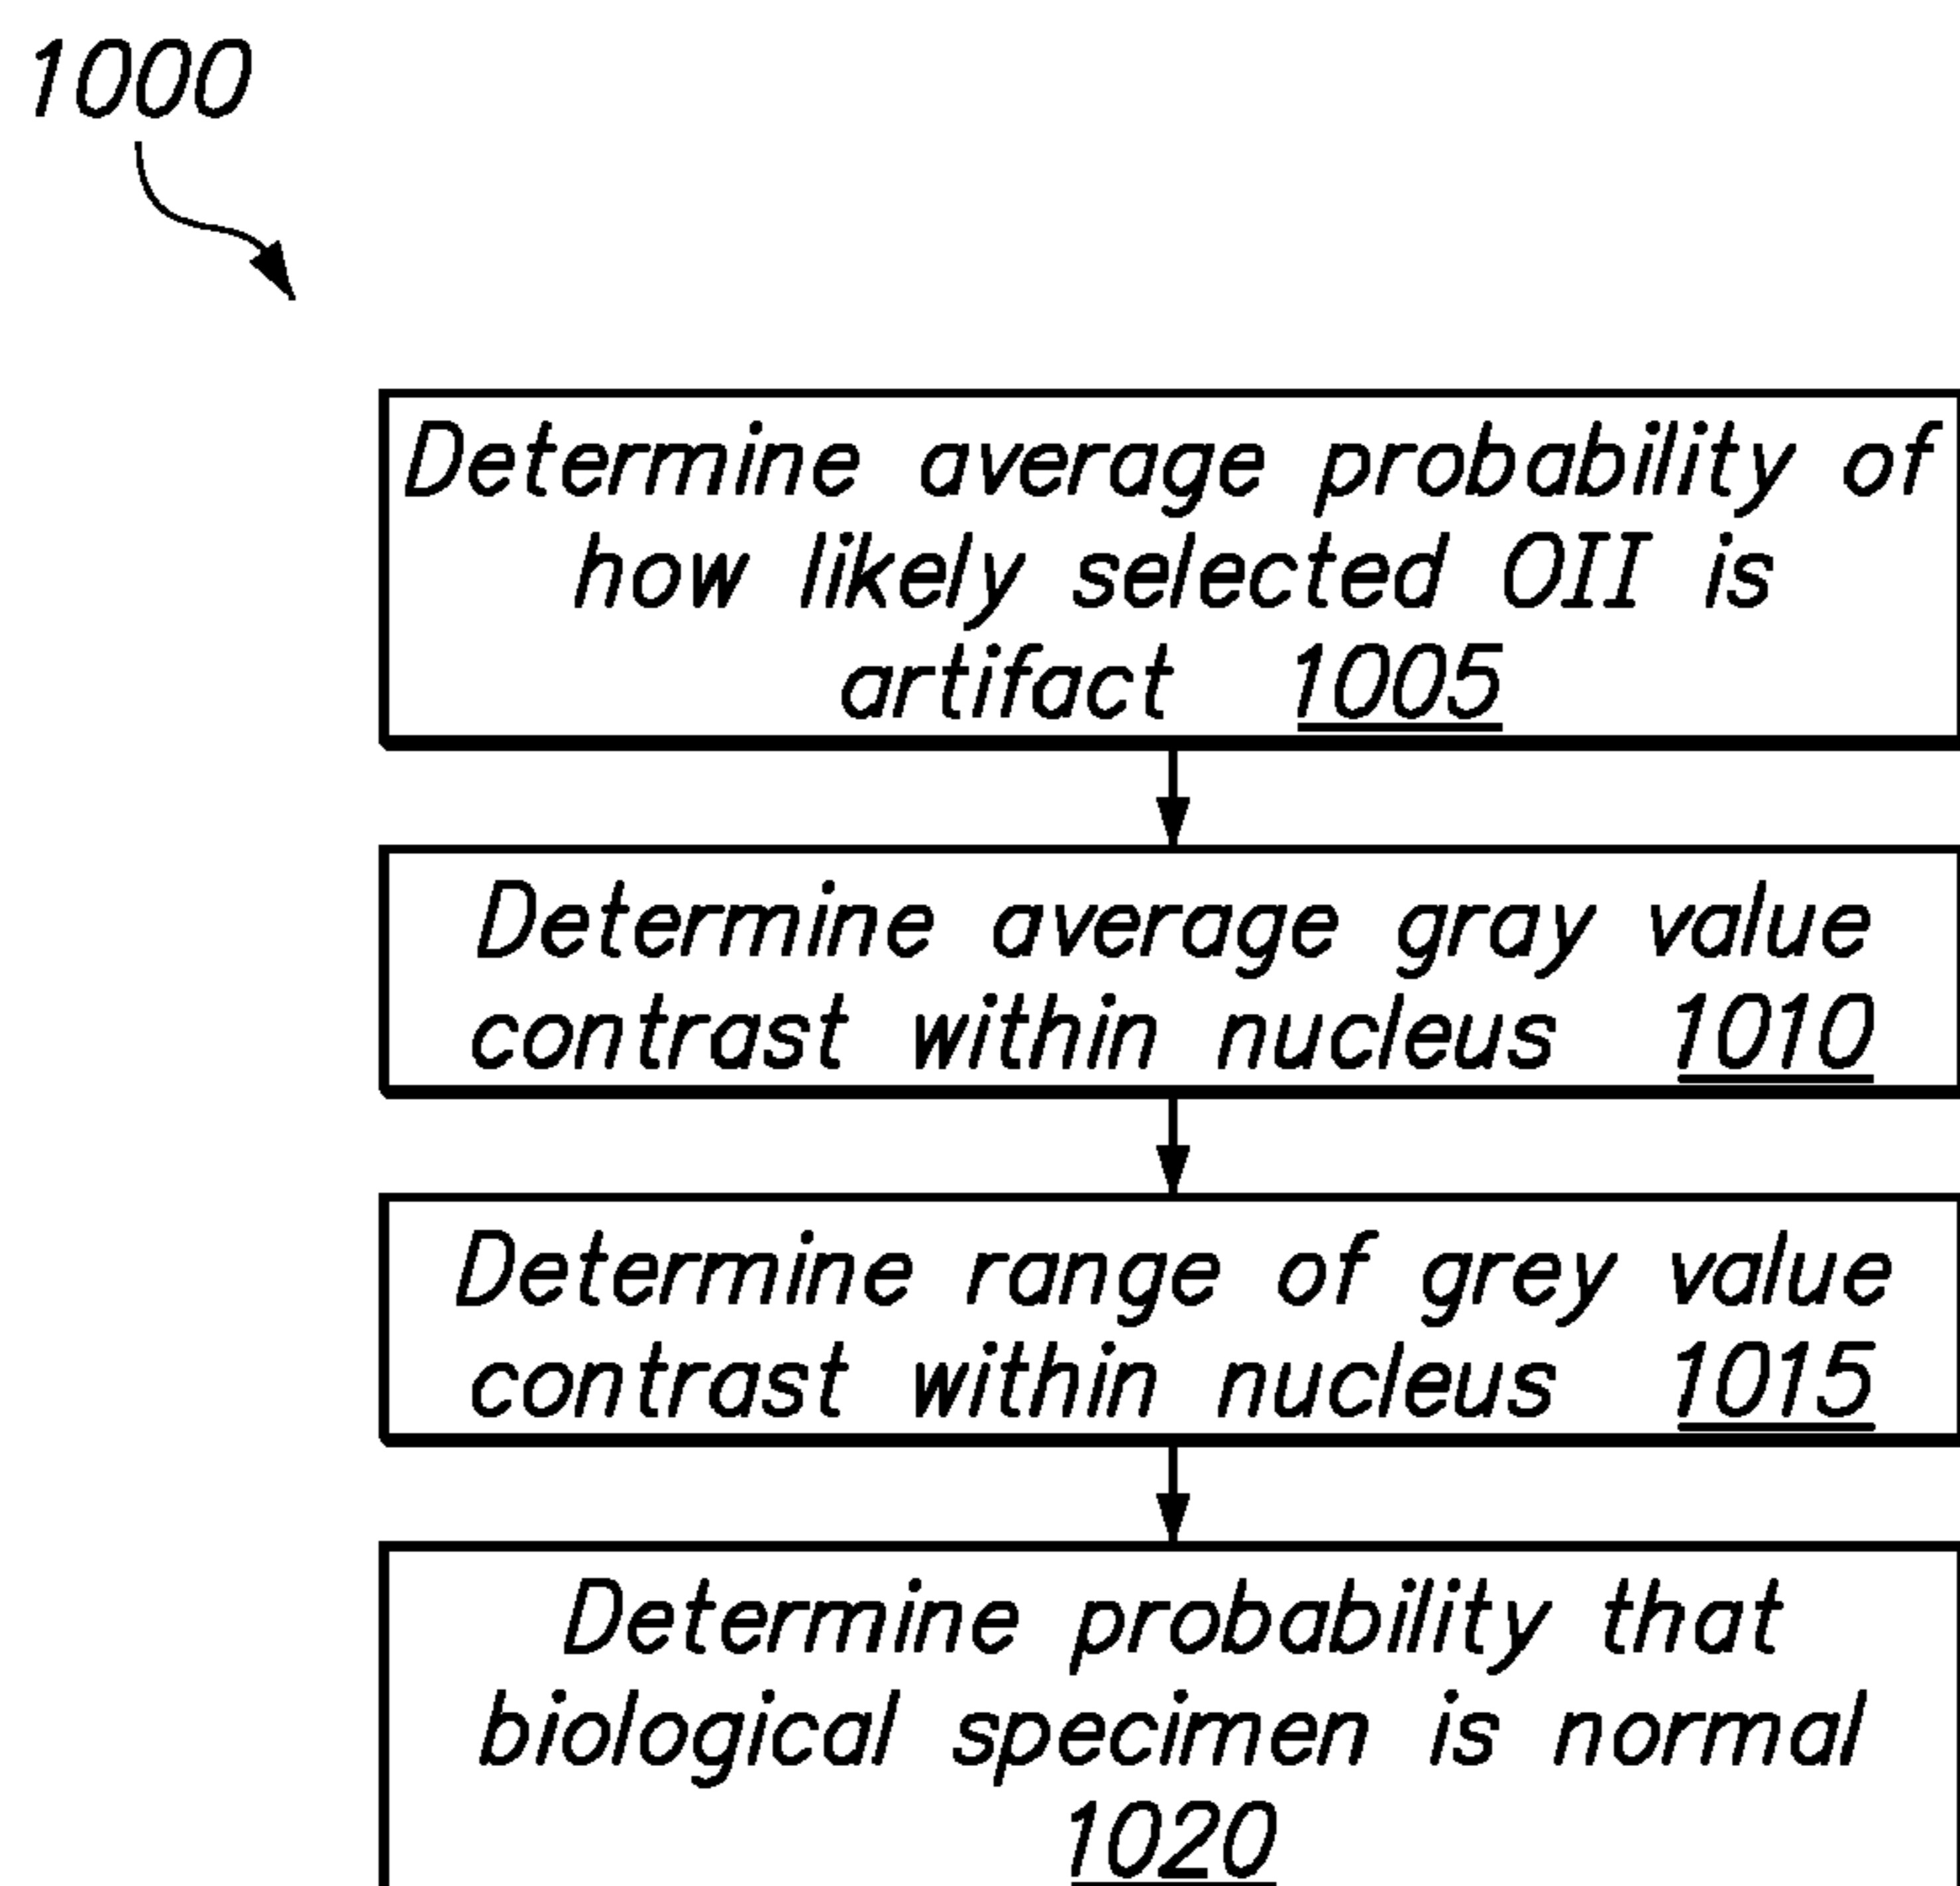 1000
Determine average probability of
how likely selected OII is
artifact 1005
Determine average gray value
contrast within nucleus 1010
Determine range of grey value
contrast within nucleus 1015
Determine probability that
biological specimen is normal
1020